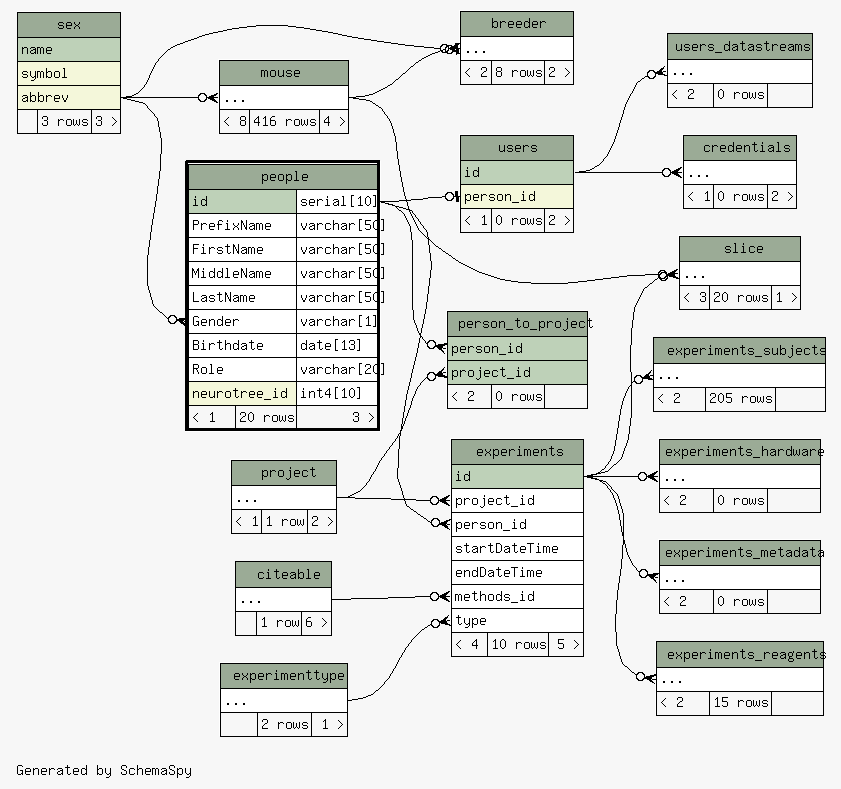 sex
name
symbol
abbrev
3 rows 3 >
mouse
...
< 8 416 rows 4 >
breeder
...
< 2 8 rows 2 >
users_datastreams
...
< 2 0 rows
users
id
person_id
< 1 0 rows 2 >
credentials
...
< 1 0 rows 2 >
people
id serial[10]
PrefixName varchar[50]
FirstName varchar[50]
MiddleName varchar[50]
LastName varchar[50]
Gender varchar[1]
Birthdate date[13]
Role varchar[20]
neurotree_id int4[10]
< 1 20 rows 3 >
slice
...
< 3 20 rows 1 >
person_to_project
person_id
project_id
< 2 0 rows
experiments_subjects
...
< 2 205 rows
project
...
< 1 1 row 2 >
experiments
id
project_id
person_id
startDateTime
endDateTime
methods_id
type
< 4 10 rows 5 >
experiments_hardware
...
< 2 0 rows
citeable
...
1 row 6 >
experiments_metadata
...
< 2 0 rows
experimenttype
...
2 rows 1 >
experiments_reagents
...
< 2 15 rows
Generated by SchemaSpy